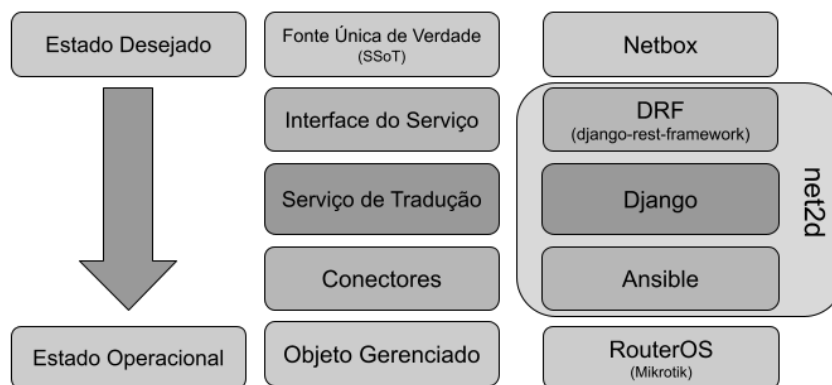 Estado Desejado
Fonte Única de Verdade
(SSoT)
Netbox
Interface do Serviço
DRF
(django-rest-framework)
Serviço de Tradução
Django
net2d
Conectores
Ansible
Estado Operacional
Objeto Gerenciado
RouterOS
(Mikrotik)